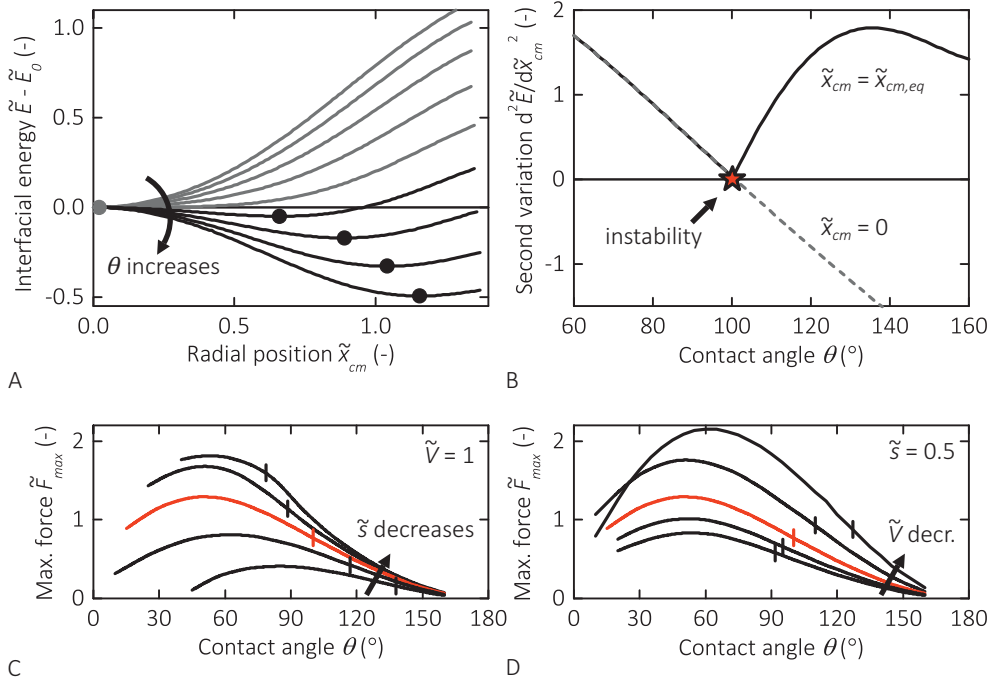 Interfacial energy Ẽ - Ẽ₀ (-)
1.0
0.5
0.0
-0.5
θ increases
0.0
0.5
1.0
Radial position x̃cm (-)
A
Second variation d²Ẽ/dx̃cm² (-)
2
1
0
-1
x̃cm = x̃cm,eq
instability
x̃cm = 0
60
80
100
120
140
160
Contact angle θ (°)
B
Max. force F̃max (-)
2
1
0
Ṽ = 1
s̃ decreases
0
30
60
90
120
150
180
Contact angle θ (°)
C
Max. force F̃max (-)
2
1
0
s̃ = 0.5
Ṽ decr.
0
30
60
90
120
150
180
Contact angle θ (°)
D